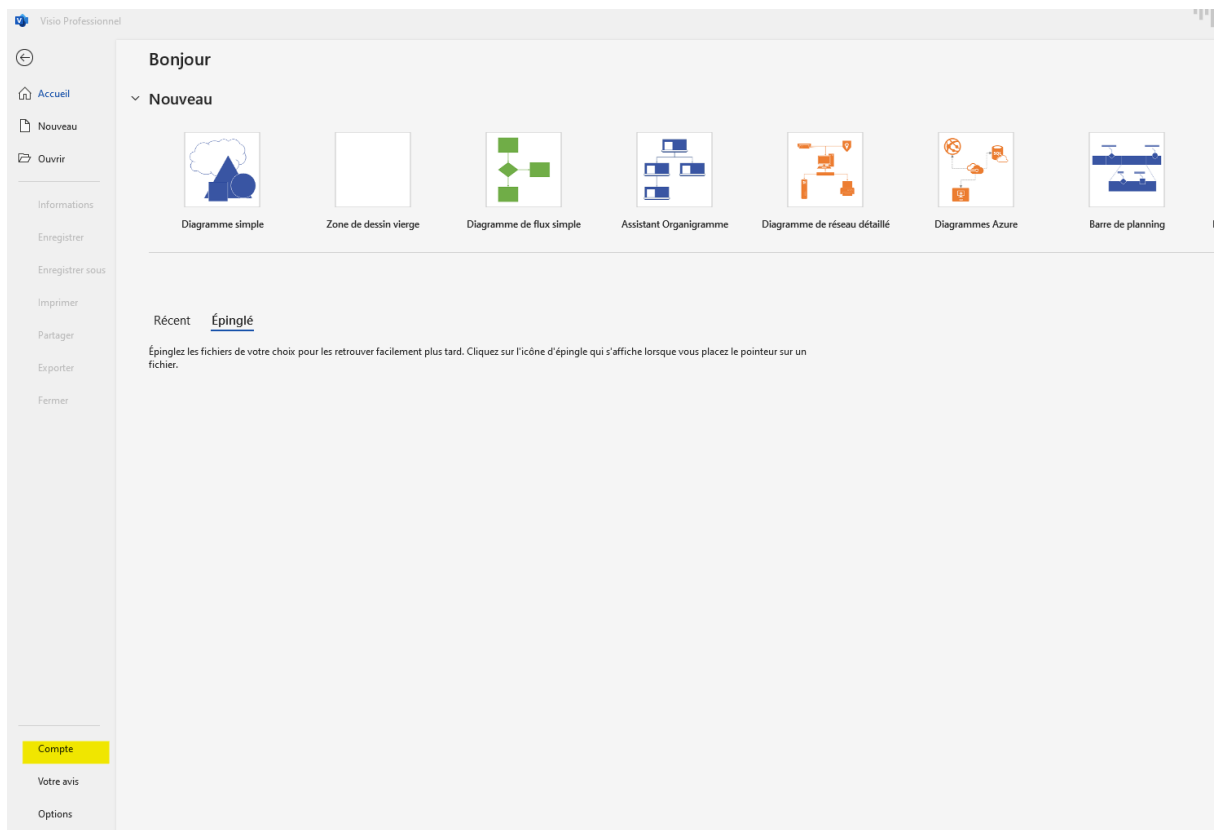 Visio Professionnel
Bonjour
Accueil
Nouveau
Ouvrir
Informations
Enregistrer
Enregistrer sous
Imprimer
Partager
Exporter
Fermer
Compte
Votre avis
Options
Nouveau
Diagramme simple
Zone de dessin vierge
Diagramme de flux simple
Assistant Organigramme
Diagramme de réseau détaillé
Diagrammes Azure
Barre de planning
Récent
Épinglé
Épinglez les fichiers de votre choix pour les retrouver facilement plus tard. Cliquez sur l'icône d'épingle qui s'affiche lorsque vous placez le pointeur sur un
fichier.